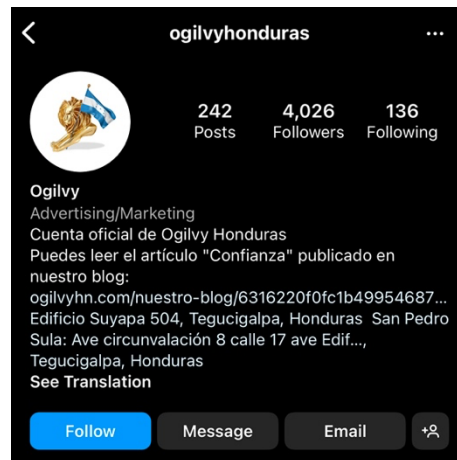 ogilvyhonduras
242 4,026 136
Posts Followers Following
Ogilvy
Advertising/Marketing
Cuenta oficial de Ogilvy Honduras
Puedes leer el artículo "Confianza" publicado en
nuestro blog:
ogilvyhn.com/nuestro-blog/6316220f0fc1b49954687...
Edificio Suyapa 504, Tegucigalpa, Honduras San Pedro
Sula: Ave circunvalación 8 calle 17 ave Edif...,
Tegucigalpa, Honduras
See Translation
Follow Message Email